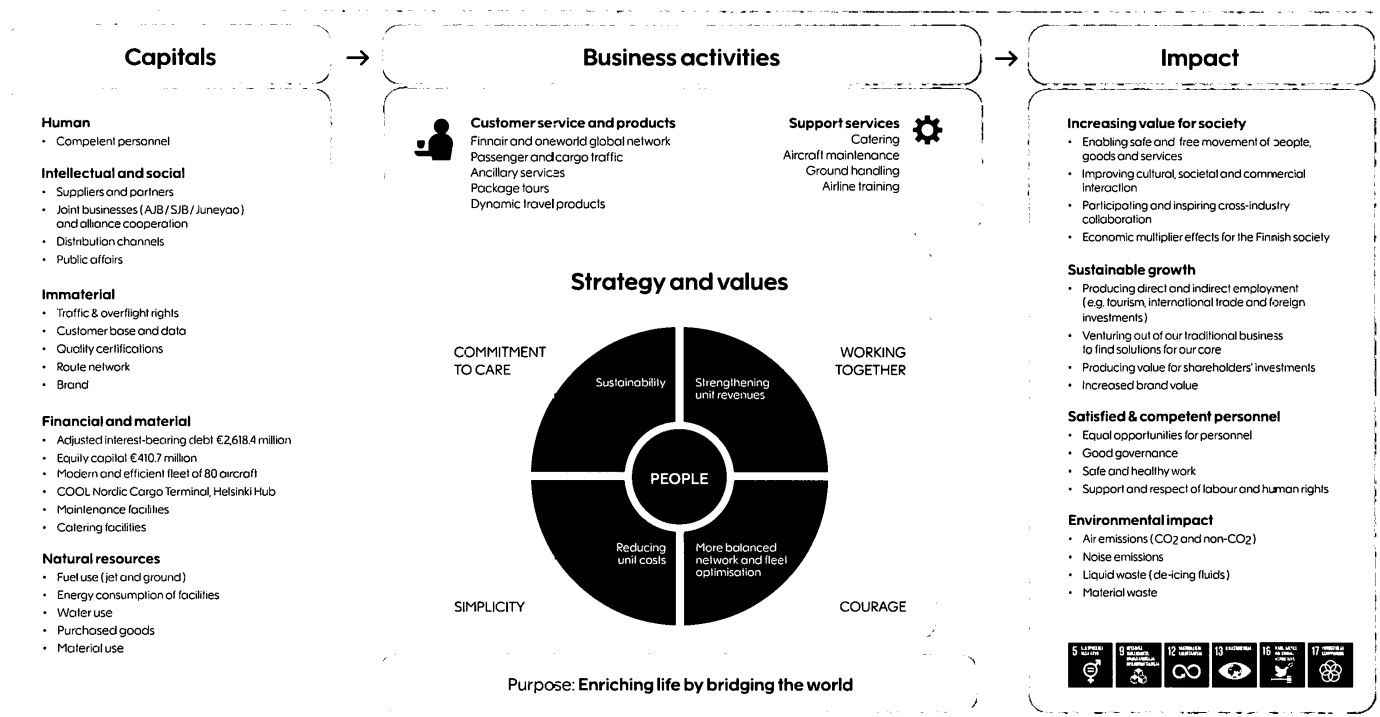 Capitals
→
Business activities
→
Impact
Human
• Competent personnel
Intellectual and social
• Suppliers and partners
• Joint businesses (AJB/SJB/Juneyao)
and alliance cooperation
• Distribution channels
• Public affairs
Immaterial
• Traffic & overflight rights
• Customer base and data
• Quality certifications
• Route network
• Brand
Financial and material
• Adjusted interest-bearing debt €2,618.4 million
• Equity capital €410.7 million
• Modern and efficient fleet of 80 aircraft
• COOL Nordic Cargo Terminal, Helsinki Hub
• Maintenance facilities
• Catering facilities
Natural resources
• Fuel use (jet and ground)
• Energy consumption of facilities
• Water use
• Purchased goods
• Material use
Customer service and products
Finnair and oneworld global network
Passenger and cargo traffic
Ancillary services
Package tours
Dynamic travel products
Support services
Catering
Aircraft maintenance
Ground handling
Airline training
Strategy and values
COMMITMENT
TO CARE
WORKING
TOGETHER
Sustainability
Strengthening
unit revenues
PEOPLE
Reducing
unit costs
More balanced
network and fleet
optimisation
SIMPLICITY
COURAGE
Purpose: Enriching life by bridging the world
Increasing value for society
• Enabling safe and free movement of people,
goods and services
• Improving cultural, societal and commercial
interaction
• Participating and inspiring cross-industry
collaboration
• Economic multiplier effects for the Finnish society
Sustainable growth
• Producing direct and indirect employment
(e.g. tourism, international trade and foreign
investments)
• Venturing out of our traditional business
to find solutions for our core
• Producing value for shareholders' investments
• Increased brand value
Satisfied & competent personnel
• Equal opportunities for personnel
• Good governance
• Safe and healthy work
• Support and respect of labour and human rights
Environmental impact
• Air emissions (CO2 and non-CO2)
• Noise emissions
• Liquid waste (de-icing fluids)
• Material waste
5
9
12
13
16
17